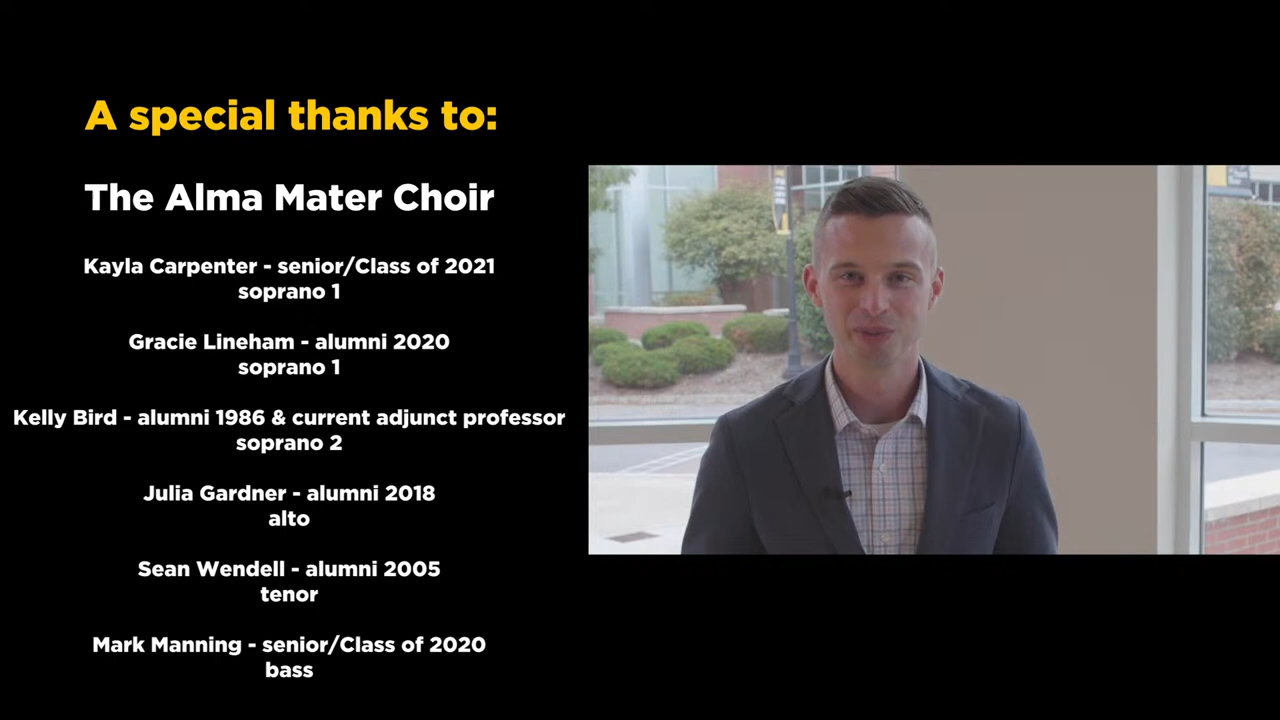 A special thanks to:
The Alma Mater Choir
Kayla Carpenter - senior/Class of 2021
soprano 1
Gracie Lineham - alumni 2020
soprano 1
Kelly Bird - alumni 1986 & current adjunct professor
soprano 2
Julia Gardner - alumni 2018
alto
Sean Wendell - alumni 2005
tenor
Mark Manning - senior/Class of 2020
bass